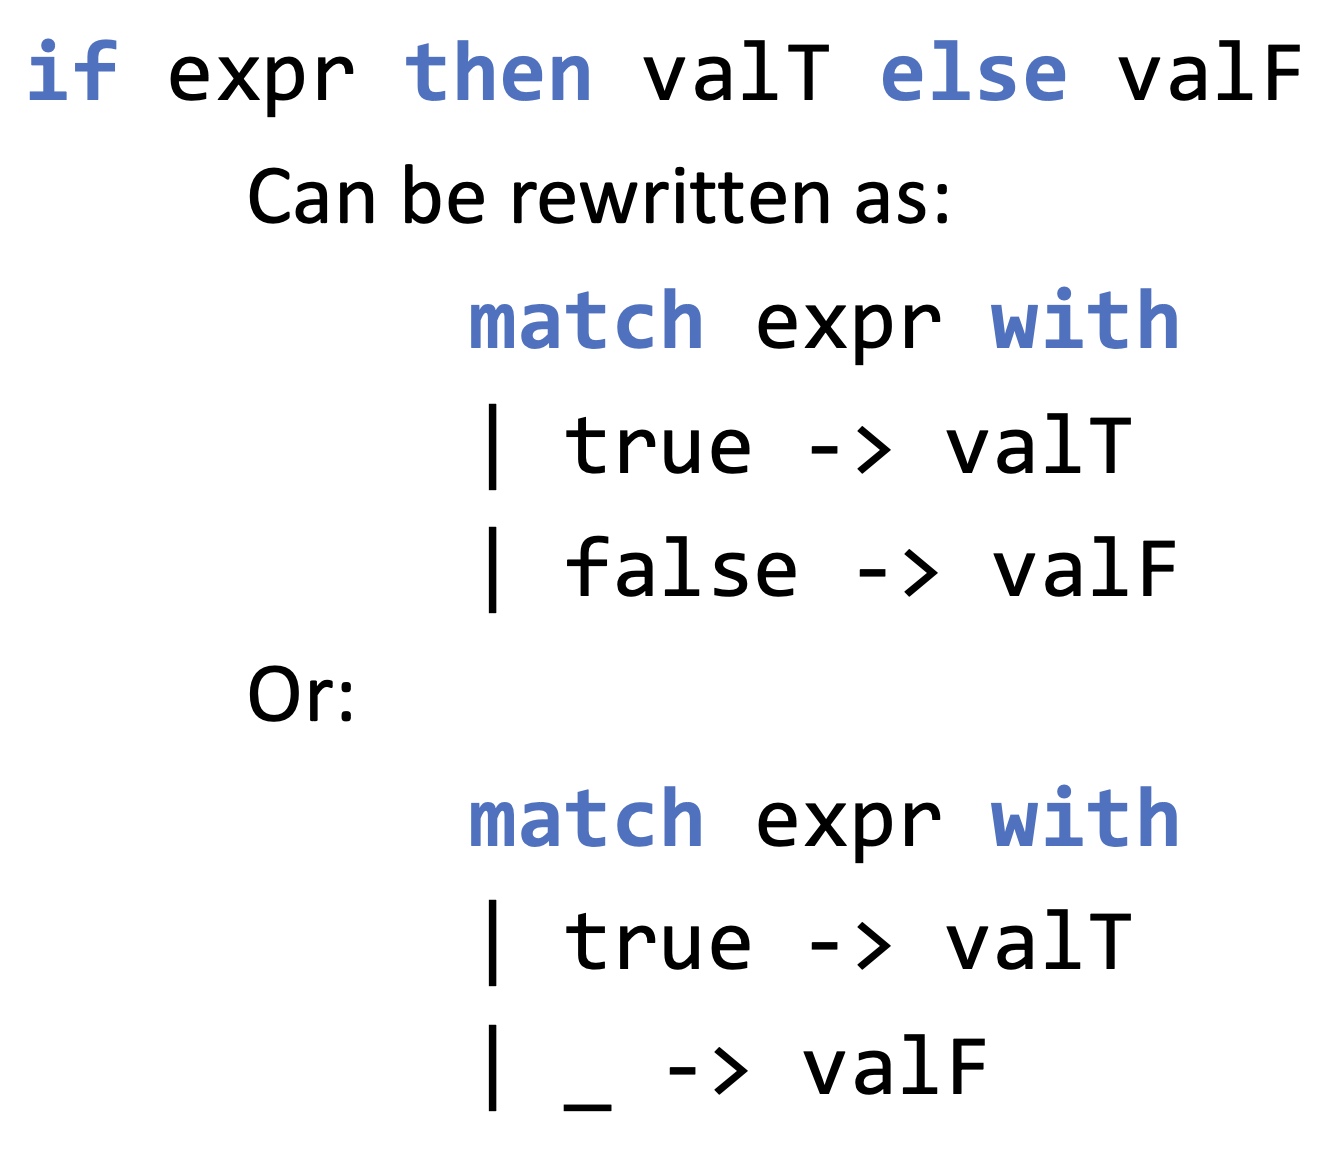 if expr then valT else valF
Can be rewritten as:
match expr with
| true -> valT
| false -> valF
Or:
match expr with
| true -> valT
| _ -> valF